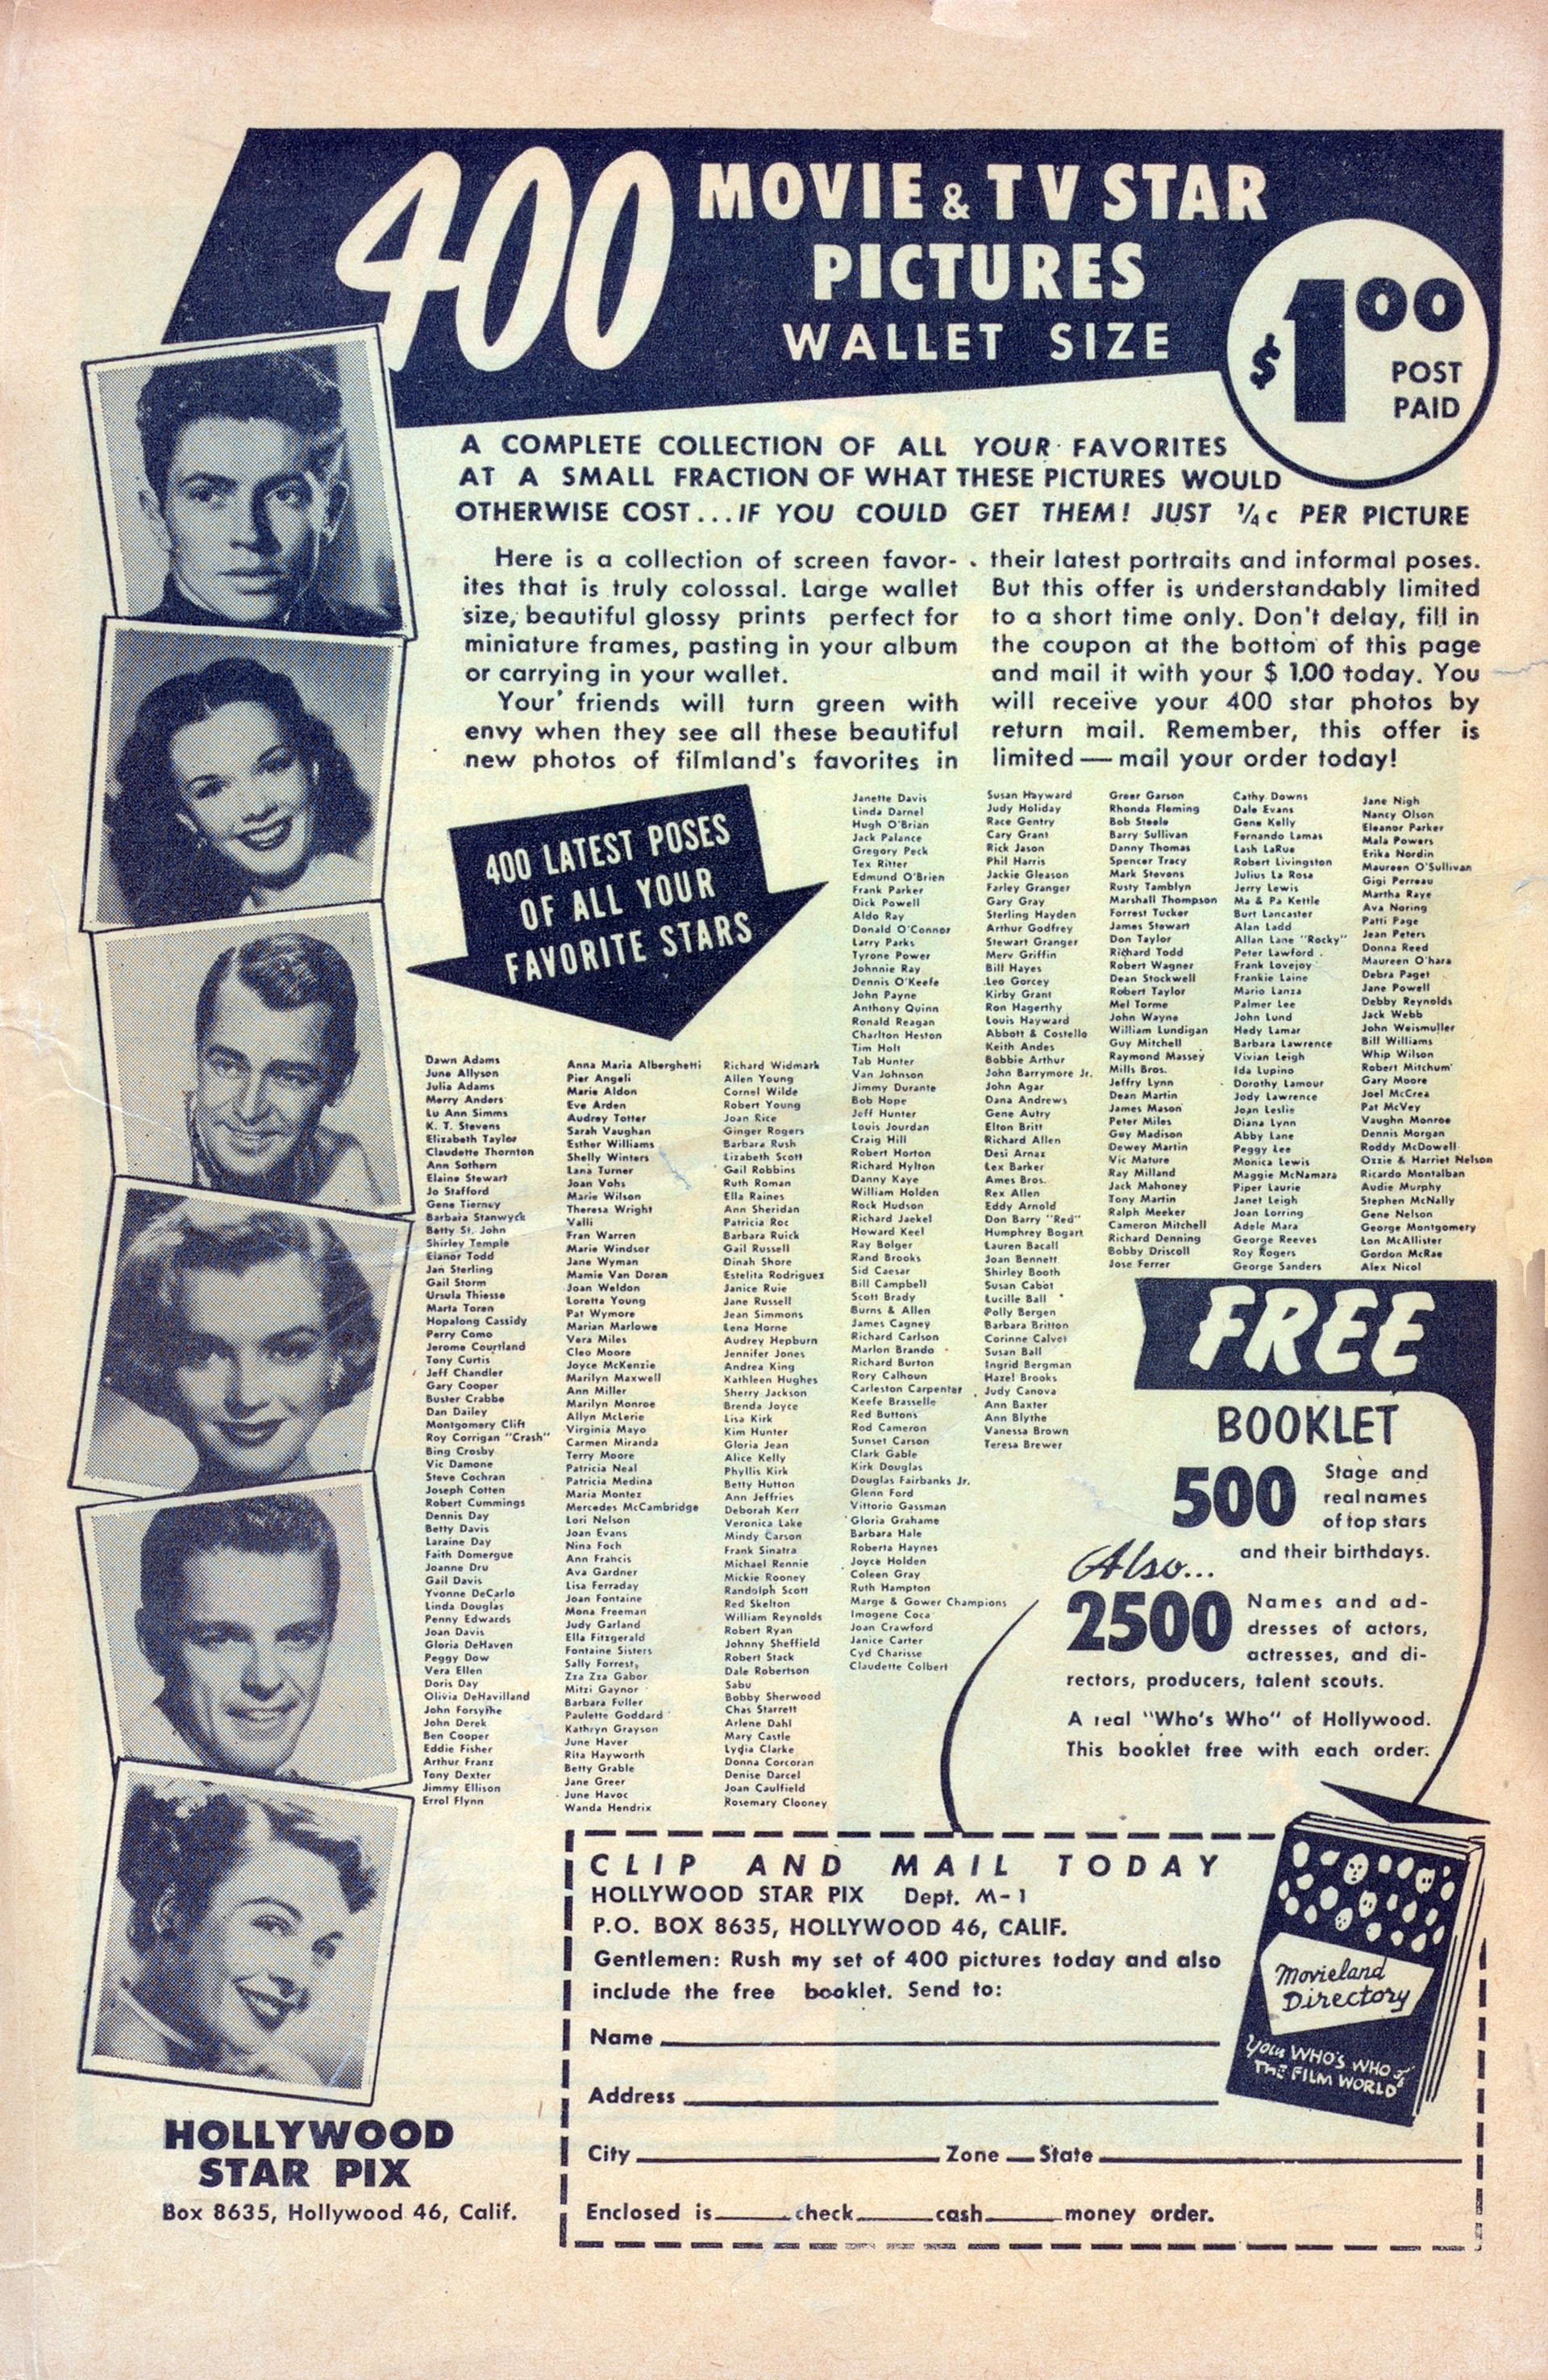 400 MOVIE & TV STAR
PICTURES
WALLET SIZE
$1.00
POST
PAID
A COMPLETE COLLECTION OF ALL YOUR FAVORITES
AT A SMALL FRACTION OF WHAT THESE PICTURES WOULD
OTHERWISE COST...IF YOU COULD GET THEM! JUST ¼c PER PICTURE
Here is a collection of screen favor-
ites that is truly colossal. Large wallet
size, beautiful glossy prints perfect for
miniature frames, pasting in your album
or carrying in your wallet.
Your friends will turn green with
envy when they see all these beautiful
new photos of filmland's favorites in
their latest portraits and informal poses.
But this offer is understandably limited
to a short time only. Don't delay, fill in
the coupon at the bottom of this page
and mail it with your $ 1.00 today. You
will receive your 400 star photos by
return mail. Remember, this offer is
limited — mail your order today!
400 LATEST POSES
OF ALL YOUR
FAVORITE STARS
Dawn Adams
June Allyson
Julia Adams
Merry Anders
Lu Ann Simms
K. T. Stevens
Elizabeth Taylor
Claudette Thornton
Ann Sothern
Elaine Stewart
Jo Stafford
Gene Tierney
Barbara Stanwyck
Betty St. John
Shirley Temple
Elanor Todd
Jan Sterling
Gail Storm
Ursula Thiesse
Marta Toren
Hopalong Cassidy
Perry Como
Jerome Courtland
Tony Curtis
Jeff Chandler
Gary Cooper
Buster Crabbe
Dan Dailey
Montgomery Clift
Roy Corrigan "Crash"
Bing Crosby
Vic Damone
Steve Cochran
Joseph Cotten
Robert Cummings
Dennis Day
Betty Davis
Laraine Day
Faith Domergue
Joanne Dru
Gail Davis
Yvonne DeCarlo
Linda Douglas
Penny Edwards
Joan Davis
Gloria DeHaven
Peggy Dow
Vera Ellen
Doris Day
Olivia DeHavilland
John Forsythe
John Derek
Ben Cooper
Eddie Fisher
Arthur Franz
Tony Dexter
Jimmy Ellison
Errol Flynn
Anna Maria Alberghetti
Pier Angeli
Marie Aldon
Eve Arden
Audrey Totter
Sarah Vaughan
Esther Williams
Shelly Winters
Lana Turner
Joan Vohs
Marie Wilson
Theresa Wright
Valli
Fran Warren
Marie Windsor
Jane Wyman
Mamie Van Doren
Joan Weldon
Loretta Young
Pat Wymore
Marian Marlowe
Vera Miles
Cleo Moore
Joyce McKenzie
Marilyn Maxwell
Ann Miller
Marilyn Monroe
Allyn McLerie
Virginia Mayo
Carmen Miranda
Terry Moore
Patricia Neal
Patricia Medina
Maria Montez
Mercedes McCambridge
Lori Nelson
Joan Evans
Nina Foch
Ann Francis
Ava Gardner
Lisa Ferraday
Joan Fontaine
Mona Freeman
Judy Garland
Ella Fitzgerald
Fontaine Sisters
Sally Forrest
Zza Zza Gabor
Mitzi Gaynor
Barbara Fuller
Paulette Goddard
Kathryn Grayson
June Haver
Rita Hayworth
Betty Grable
Jane Greer
June Havoc
Wanda Hendrix
Richard Widmark
Allen Young
Cornel Wilde
Robert Young
Joan Rice
Ginger Rogers
Barbara Rush
Lizabeth Scott
Gail Robbins
Ruth Roman
Ella Raines
Ann Sheridan
Patricia Roc
Barbara Ruick
Gail Russell
Dinah Shore
Estelita Rodriguez
Janice Ruie
Jane Russell
Jean Simmons
Lena Horne
Audrey Hepburn
Jennifer Jones
Andrea King
Kathleen Hughes
Sherry Jackson
Brenda Joyce
Lisa Kirk
Kim Hunter
Gloria Jean
Alice Kelly
Phyllis Kirk
Betty Hutton
Ann Jeffries
Deborah Kerr
Veronica Lake
Mindy Carson
Frank Sinatra
Michael Rennie
Mickie Rooney
Randolph Scott
Red Skelton
William Reynolds
Robert Ryan
Johnny Sheffield
Robert Stack
Dale Robertson
Sabu
Bobby Sherwood
Chas Starrett
Arlene Dahl
Mary Castle
Lydia Clarke
Donna Corcoran
Denise Darcel
Joan Caulfield
Rosemary Clooney
Janette Davis
Linda Darnel
Hugh O'Brian
Jack Palance
Gregory Peck
Tex Ritter
Edmund O'Brien
Frank Parker
Dick Powell
Aldo Ray
Donald O'Connor
Larry Parks
Tyrone Power
Johnnie Ray
Dennis O'Keefe
John Payne
Anthony Quinn
Ronald Reagan
Charlton Heston
Tim Holt
Tab Hunter
Van Johnson
Jimmy Durante
Bob Hope
Jeff Hunter
Louis Jourdan
Craig Hill
Robert Horton
Richard Hylton
Danny Kaye
William Holden
Rock Hudson
Richard Jaekel
Howard Keel
Ray Bolger
Rand Brooks
Sid Caesar
Bill Campbell
Scott Brady
Burns & Allen
James Cagney
Richard Carlson
Marlon Brando
Richard Burton
Rory Calhoun
Carleston Carpenter
Keefe Brasselle
Red Buttons
Rod Cameron
Sunset Carson
Clark Gable
Kirk Douglas
Douglas Fairbanks Jr.
Glenn Ford
Vittorio Gassman
Gloria Grahame
Barbara Hale
Roberta Haynes
Joyce Holden
Coleen Gray
Ruth Hampton
Marge & Gower Champions
Imogene Coca
Joan Crawford
Janice Carter
Cyd Charisse
Claudette Colbert
Susan Hayward
Judy Holiday
Race Gentry
Cary Grant
Rick Jason
Phil Harris
Jackie Gleason
Farley Granger
Gary Gray
Sterling Hayden
Arthur Godfrey
Stewart Granger
Merv Griffin
Bill Hayes
Leo Gorcey
Kirby Grant
Ron Hagerthy
Louis Hayward
Abbott & Costello
Keith Andes
Bobbie Arthur
John Barrymore Jr.
John Agar
Dana Andrews
Gene Autry
Elton Britt
Richard Allen
Desi Arnaz
Lex Barker
Ames Bros.
Rex Allen
Eddy Arnold
Don Barry "Red"
Humphrey Bogart
Lauren Bacall
Joan Bennett
Shirley Booth
Susan Cabot
Lucille Ball
Polly Bergen
Barbara Britton
Corinne Calvet
Susan Ball
Ingrid Bergman
Hazel Brooks
Judy Canova
Ann Baxter
Ann Blythe
Vanessa Brown
Teresa Brewer
Greer Garson
Rhonda Fleming
Bob Steele
Barry Sullivan
Danny Thomas
Spencer Tracy
Mark Stevens
Rusty Tamblyn
Marshall Thompson
Forrest Tucker
James Stewart
Don Taylor
Richard Todd
Robert Wagner
Dean Stockwell
Robert Taylor
Mel Torme
John Wayne
William Lundigan
Guy Mitchell
Raymond Massey
Mills Bros.
Jeffry Lynn
Dean Martin
James Mason
Peter Miles
Guy Madison
Dewey Martin
Vic Mature
Ray Milland
Jack Mahoney
Tony Martin
Ralph Meeker
Cameron Mitchell
Richard Denning
Bobby Driscoll
Jose Ferrer
Cathy Downs
Dale Evans
Gene Kelly
Fernando Lamas
Lash LaRue
Robert Livingston
Julius La Rosa
Jerry Lewis
Ma & Pa Kettle
Burt Lancaster
Alan Ladd
Allan Lane "Rocky"
Peter Lawford
Frank Lovejoy
Frankie Laine
Mario Lanza
Palmer Lee
John Lund
Hedy Lamar
Barbara Lawrence
Vivian Leigh
Ida Lupino
Dorothy Lamour
Jody Lawrence
Joan Leslie
Diana Lynn
Abby Lane
Peggy Lee
Monica Lewis
Maggie McNamara
Piper Laurie
Janet Leigh
Joan Lorring
Adele Mara
George Reeves
Roy Rogers
George Sanders
Jane Nigh
Nancy Olson
Eleanor Parker
Mala Powers
Erika Nordin
Maureen O'Sullivan
Gigi Perreau
Martha Raye
Ava Noring
Patti Page
Jean Peters
Donna Reed
Maureen O'hara
Debra Paget
Jane Powell
Debby Reynolds
Jack Webb
John Weismuller
Bill Williams
Whip Wilson
Robert Mitchum
Gary Moore
Joel McCrea
Pat McVey
Vaughn Monroe
Dennis Morgan
Roddy McDowell
Ozzie & Harriet Nelson
Ricardo Montalban
Audie Murphy
Stephen McNally
Gene Nelson
George Montgomery
Lon McAllister
Gordon McRae
Alex Nicol
FREE
BOOKLET
500 Stage and
real names
of top stars
and their birthdays.
Also...
2500 Names and ad-
dresses of actors,
actresses, and di-
rectors, producers, talent scouts.
A real "Who's Who" of Hollywood.
This booklet free with each order.
CLIP AND MAIL TODAY
HOLLYWOOD STAR PIX Dept. M-1
P.O. BOX 8635, HOLLYWOOD 46, CALIF.
Gentlemen: Rush my set of 400 pictures today and also
include the free booklet. Send to:
Name
Address
City Zone State
Enclosed is check cash money order.
Movieland
Directory
Your WHO'S WHO of
THE FILM WORLD
HOLLYWOOD
STAR PIX
Box 8635, Hollywood 46, Calif.